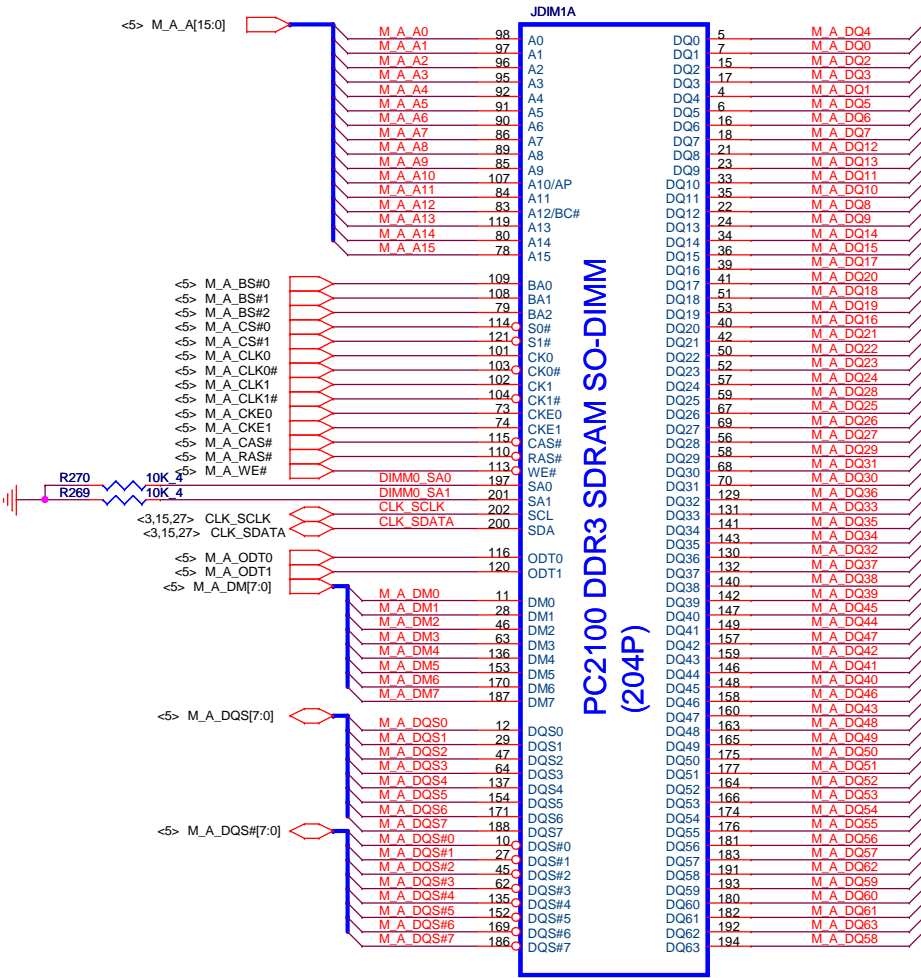 JDIM1A
<5> M_A_A[15:0]
M_A_A0 98 A0
M_A_A1 97 A1
M_A_A2 96 A2
M_A_A3 95 A3
M_A_A4 92 A4
M_A_A5 91 A5
M_A_A6 90 A6
M_A_A7 86 A7
M_A_A8 89 A8
M_A_A9 85 A9
M_A_A10 107 A10/AP
M_A_A11 84 A11
M_A_A12 83 A12/BC#
M_A_A13 119 A13
M_A_A14 80 A14
M_A_A15 78 A15
<5> M_A_BS#0 109 BA0
<5> M_A_BS#1 108 BA1
<5> M_A_BS#2 79 BA2
<5> M_A_CS#0 114 S0#
<5> M_A_CS#1 121 S1#
<5> M_A_CLK0 101 CK0
<5> M_A_CLK0# 103 CK0#
<5> M_A_CLK1 102 CK1
<5> M_A_CLK1# 104 CK1#
<5> M_A_CKE0 73 CKE0
<5> M_A_CKE1 74 CKE1
<5> M_A_CAS# 115 CAS#
<5> M_A_RAS# 110 RAS#
<5> M_A_WE# 113 WE#
R270 10K_4 DIMM0_SA0 197 SA0
R269 10K_4 DIMM0_SA1 201 SA1
<3,15,27> CLK_SCLK CLK_SCLK 202 SCL
<3,15,27> CLK_SDATA CLK_SDATA 200 SDA
<5> M_A_ODT0 116 ODT0
<5> M_A_ODT1 120 ODT1
<5> M_A_DM[7:0]
M_A_DM0 11 DM0
M_A_DM1 28 DM1
M_A_DM2 46 DM2
M_A_DM3 63 DM3
M_A_DM4 136 DM4
M_A_DM5 153 DM5
M_A_DM6 170 DM6
M_A_DM7 187 DM7
<5> M_A_DQS[7:0]
M_A_DQS0 12 DQS0
M_A_DQS1 29 DQS1
M_A_DQS2 47 DQS2
M_A_DQS3 64 DQS3
M_A_DQS4 137 DQS4
M_A_DQS5 154 DQS5
M_A_DQS6 171 DQS6
M_A_DQS7 188 DQS7
<5> M_A_DQS#[7:0]
M_A_DQS#0 10 DQS#0
M_A_DQS#1 27 DQS#1
M_A_DQS#2 45 DQS#2
M_A_DQS#3 62 DQS#3
M_A_DQS#4 135 DQS#4
M_A_DQS#5 152 DQS#5
M_A_DQS#6 169 DQS#6
M_A_DQS#7 186 DQS#7
PC2100 DDR3 SDRAM SO-DIMM
(204P)
DQ0 5 M_A_DQ4
DQ1 7 M_A_DQ0
DQ2 15 M_A_DQ2
DQ3 17 M_A_DQ3
DQ4 4 M_A_DQ1
DQ5 6 M_A_DQ5
DQ6 16 M_A_DQ6
DQ7 18 M_A_DQ7
DQ8 21 M_A_DQ12
DQ9 23 M_A_DQ13
DQ10 33 M_A_DQ11
DQ11 35 M_A_DQ10
DQ12 22 M_A_DQ8
DQ13 24 M_A_DQ9
DQ14 34 M_A_DQ14
DQ15 36 M_A_DQ15
DQ16 39 M_A_DQ17
DQ17 41 M_A_DQ20
DQ18 51 M_A_DQ18
DQ19 53 M_A_DQ19
DQ20 40 M_A_DQ16
DQ21 42 M_A_DQ21
DQ22 50 M_A_DQ22
DQ23 52 M_A_DQ23
DQ24 57 M_A_DQ24
DQ25 59 M_A_DQ28
DQ26 67 M_A_DQ25
DQ27 69 M_A_DQ26
DQ28 56 M_A_DQ27
DQ29 58 M_A_DQ29
DQ30 68 M_A_DQ31
DQ31 70 M_A_DQ30
DQ32 129 M_A_DQ36
DQ33 131 M_A_DQ33
DQ34 141 M_A_DQ35
DQ35 143 M_A_DQ34
DQ36 130 M_A_DQ32
DQ37 132 M_A_DQ37
DQ38 140 M_A_DQ38
DQ39 142 M_A_DQ39
DQ40 147 M_A_DQ45
DQ41 149 M_A_DQ44
DQ42 157 M_A_DQ47
DQ43 159 M_A_DQ42
DQ44 146 M_A_DQ41
DQ45 148 M_A_DQ40
DQ46 158 M_A_DQ46
DQ47 160 M_A_DQ43
DQ48 163 M_A_DQ48
DQ49 165 M_A_DQ49
DQ50 175 M_A_DQ50
DQ51 177 M_A_DQ51
DQ52 164 M_A_DQ52
DQ53 166 M_A_DQ53
DQ54 174 M_A_DQ54
DQ55 176 M_A_DQ55
DQ56 181 M_A_DQ56
DQ57 183 M_A_DQ57
DQ58 191 M_A_DQ62
DQ59 193 M_A_DQ59
DQ60 180 M_A_DQ60
DQ61 182 M_A_DQ61
DQ62 192 M_A_DQ63
DQ63 194 M_A_DQ58